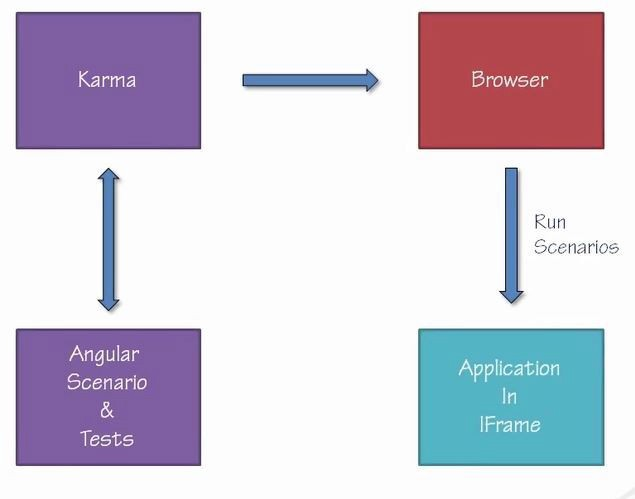 Karma
Browser
Run
Scenarios
Angular
Scenario
&
Tests
Application
In
IFrame